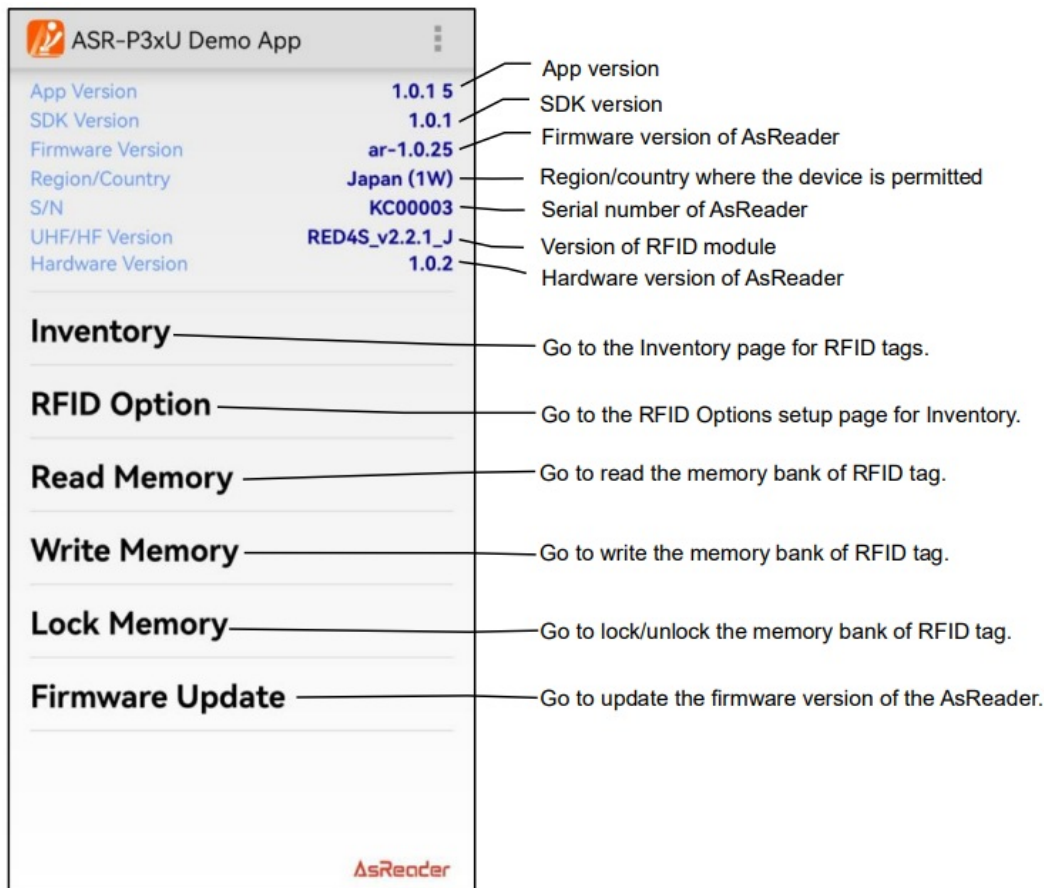 ASR-P3xU Demo App
App Version 1.0.1 5 App version
SDK Version 1.0.1 SDK version
Firmware Version ar-1.0.25 Firmware version of AsReader
Region/Country Japan (1W) Region/country where the device is permitted
S/N KC00003 Serial number of AsReader
UHF/HF Version RED4S_v2.2.1_J Version of RFID module
Hardware Version 1.0.2 Hardware version of AsReader
Inventory Go to the Inventory page for RFID tags.
RFID Option Go to the RFID Options setup page for Inventory.
Read Memory Go to read the memory bank of RFID tag.
Write Memory Go to write the memory bank of RFID tag.
Lock Memory Go to lock/unlock the memory bank of RFID tag.
Firmware Update Go to update the firmware version of the AsReader.
AsReader